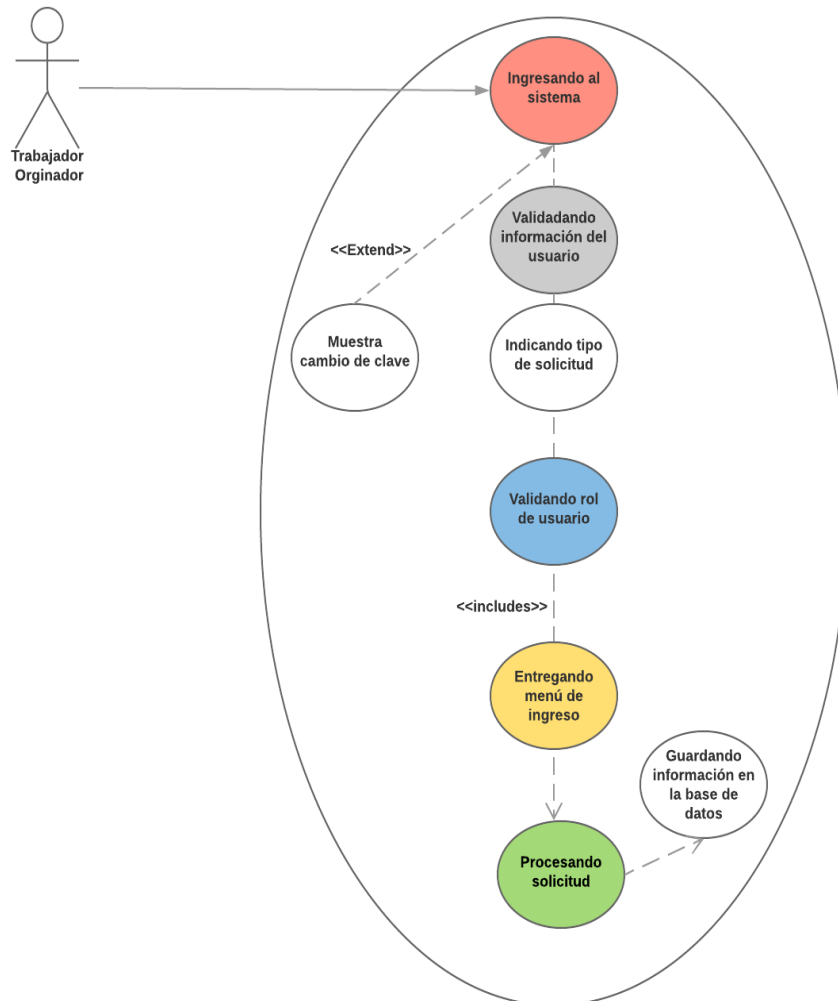 Trabajador
Orginador
Ingresando al
sistema
Validadando
información del
usuario
<<Extend>>
Muestra
cambio de clave
Indicando tipo
de solicitud
Validando rol
de usuario
<<includes>>
Entregando
menú de
ingreso
Guardando
información en
la base de
datos
Procesando
solicitud